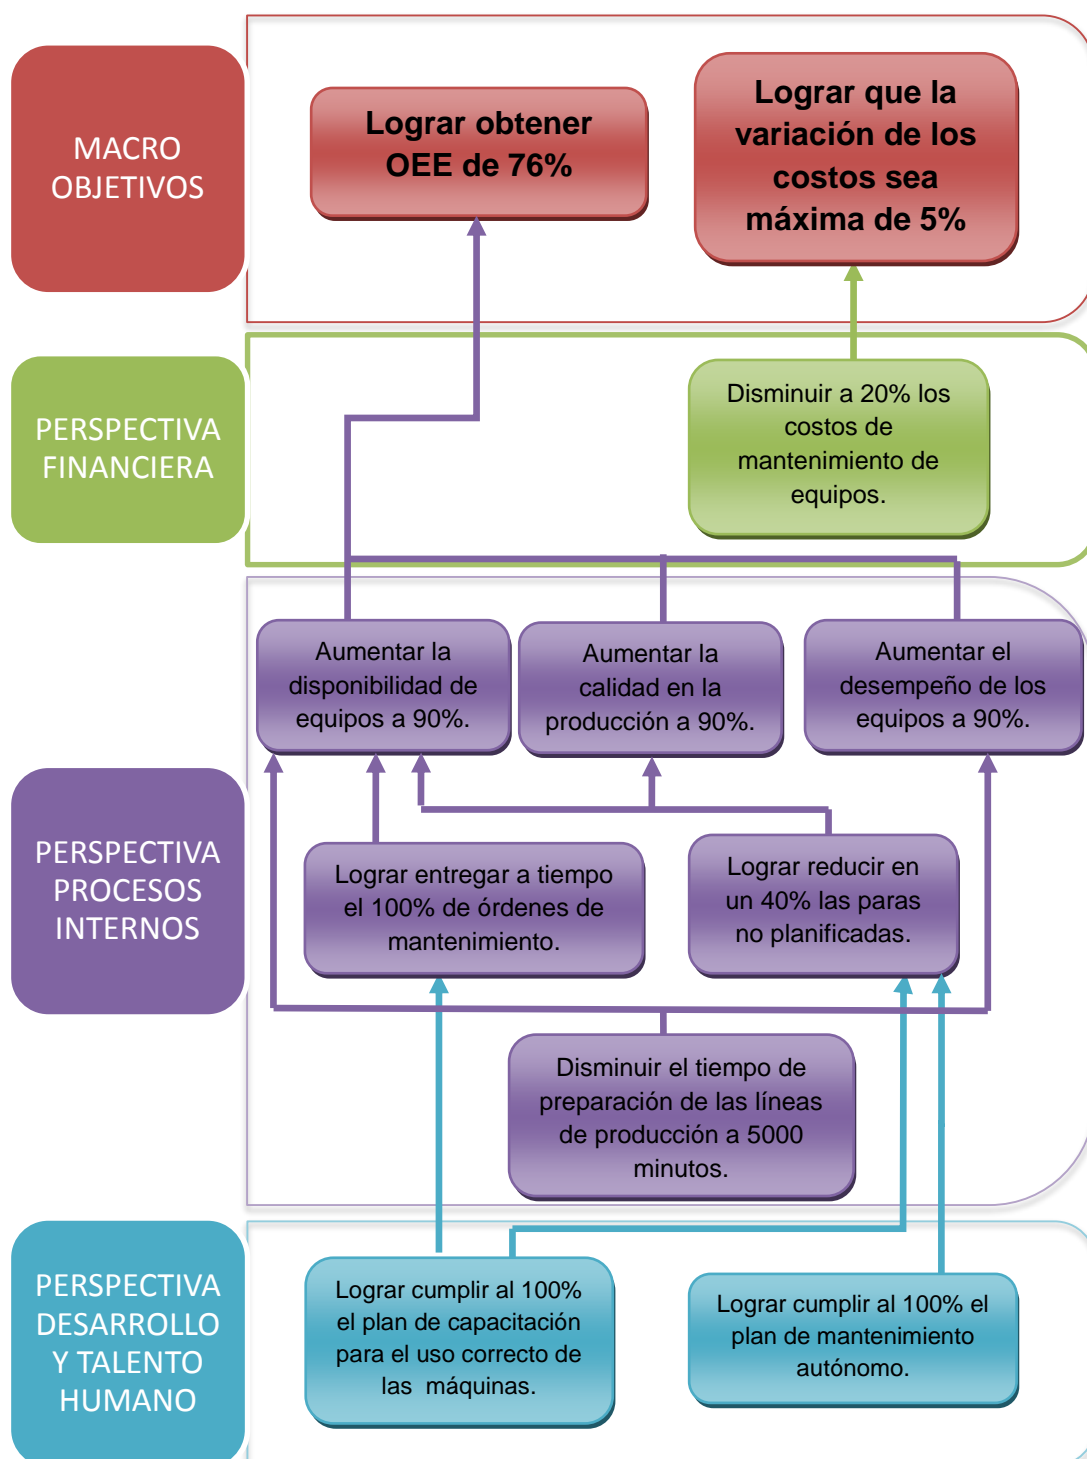 MACRO
OBJETIVOS
Lograr obtener
OEE de 76%
Lograr que la
variación de los
costos sea
máxima de 5%
PERSPECTIVA
FINANCIERA
Disminuir a 20% los
costos de
mantenimiento de
equipos.
PERSPECTIVA
PROCESOS
INTERNOS
Aumentar la
disponibilidad de
equipos a 90%.
Aumentar la
calidad en la
producción a 90%.
Aumentar el
desempeño de los
equipos a 90%.
Lograr entregar a tiempo
el 100% de órdenes de
mantenimiento.
Lograr reducir en
un 40% las paras
no planificadas.
Disminuir el tiempo de
preparación de las líneas
de producción a 5000
minutos.
PERSPECTIVA
DESARROLLO
Y TALENTO
HUMANO
Lograr cumplir al 100%
el plan de capacitación
para el uso correcto de
las máquinas.
Lograr cumplir al 100% el
plan de mantenimiento
autónomo.